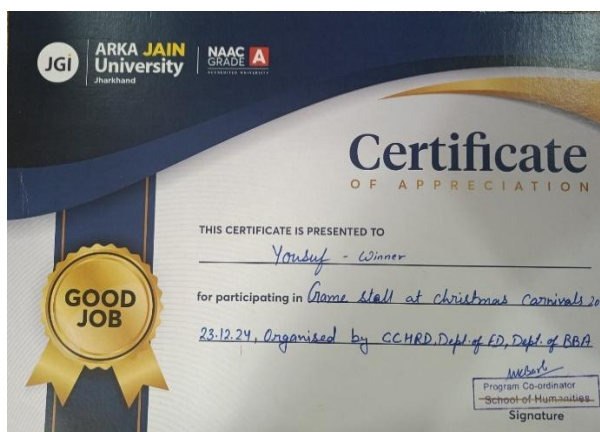 JGi
ARKA JAIN
University
Jharkhand
NAAC
GRADE A
ACCREDITED UNIVERSITY
Certificate
OF APPRECIATION
THIS CERTIFICATE IS PRESENTED TO
Yousuf - Winner
for participating in Game stall at christmas carnivals 20
23.12.24, Organised by CCHRD, Dept. of ED, Dept. of BBA
GOOD
JOB
Program Co-ordinator
School of Humanities
Signature